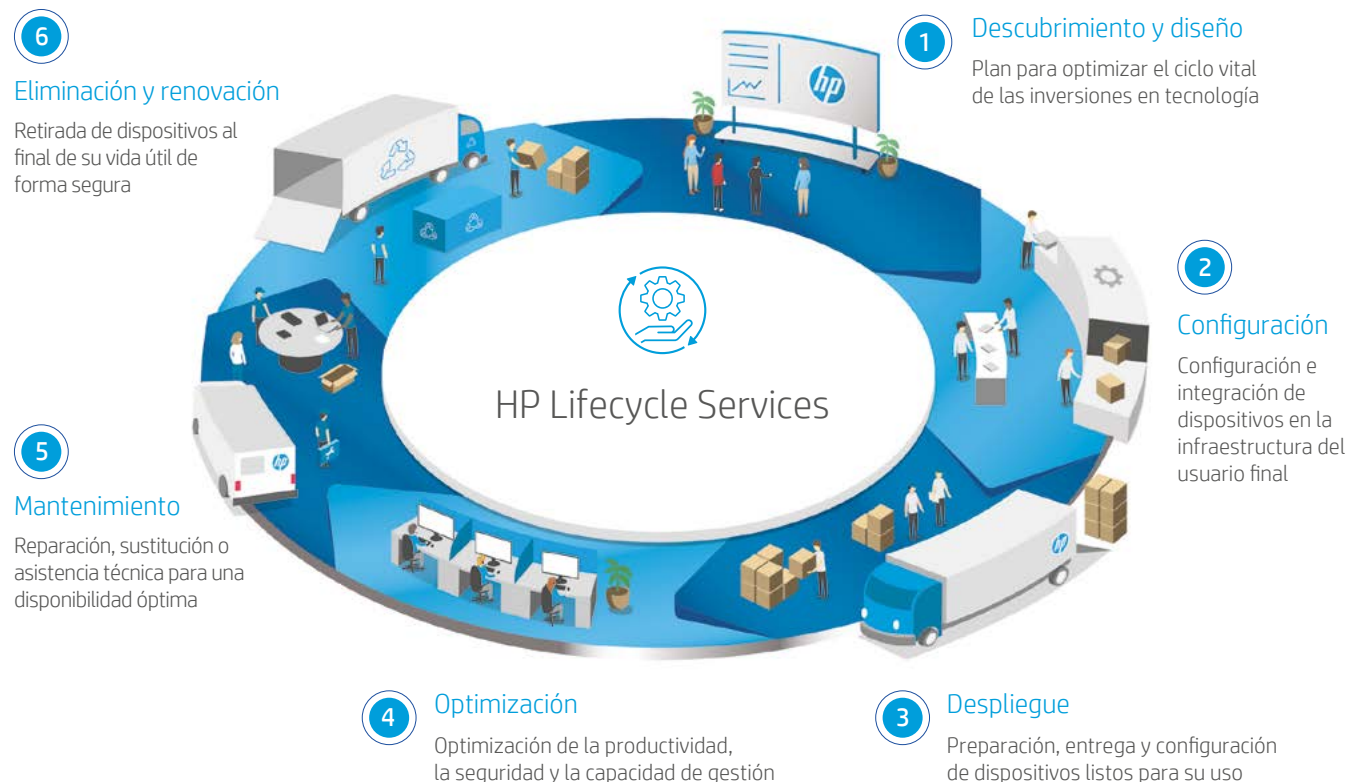 1
Descubrimiento y diseño
Plan para optimizar el ciclo vital
de las inversiones en tecnología
2
Configuración
Configuración e
integración de
dispositivos en la
infraestructura del
usuario final
3
Despliegue
Preparación, entrega y configuración
de dispositivos listos para su uso
4
Optimización
Optimización de la productividad,
la seguridad y la capacidad de gestión
5
Mantenimiento
Reparación, sustitución o
asistencia técnica para una
disponibilidad óptima
6
Eliminación y renovación
Retirada de dispositivos al
final de su vida útil de
forma segura
HP Lifecycle Services
hp
hp
hp